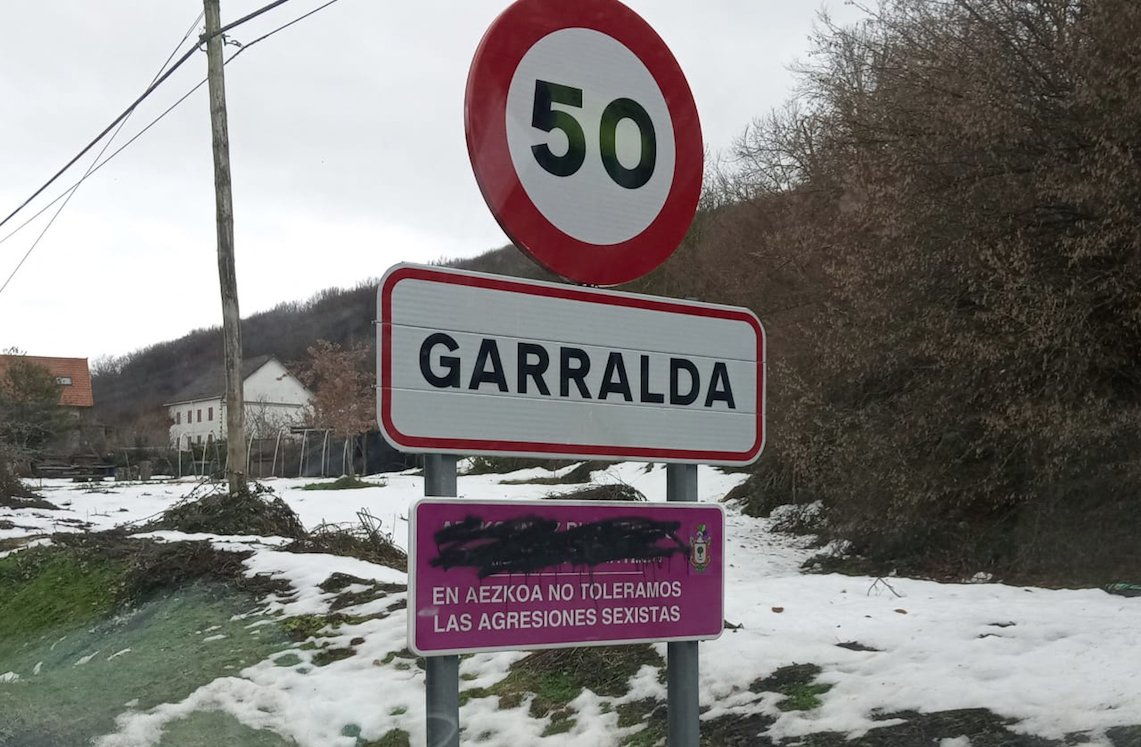 50
GARRALDA
EN AEZKOA NO TOLERAMOS
LAS AGRESIONES SEXISTAS